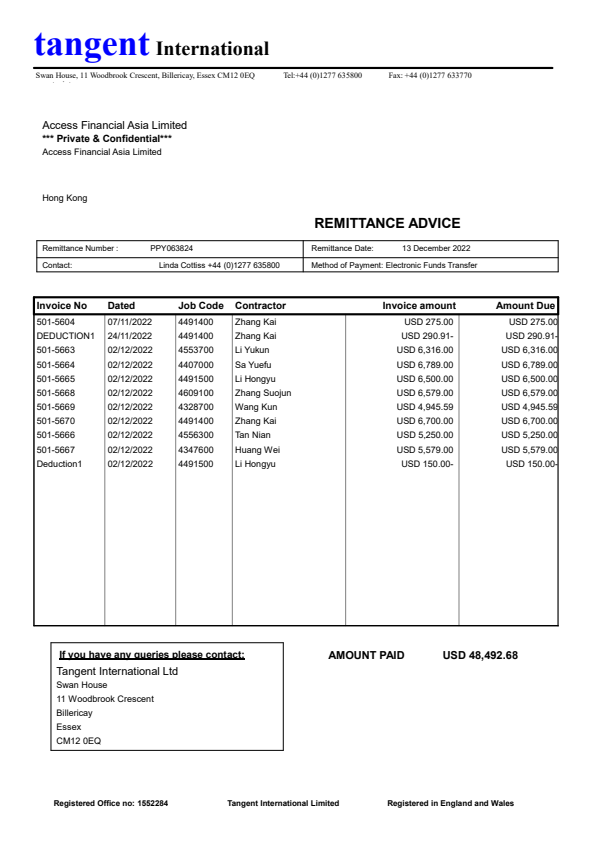 tangent International
Swan House, 11 Woodbrook Crescent, Billericay, Essex CM12 0EQ Tel:+44 (0)1277 635800 Fax: +44 (0)1277 633770
Access Financial Asia Limited
*** Private & Confidential***
Access Financial Asia Limited
Hong Kong
REMITTANCE ADVICE
Remittance Number : PPY063824 Remittance Date: 13 December 2022
Contact: Linda Cottiss +44 (0)1277 635800 Method of Payment: Electronic Funds Transfer
Invoice No Dated Job Code Contractor Invoice amount Amount Due
501-5604 07/11/2022 4491400 Zhang Kai USD 275.00 USD 275.00
DEDUCTION1 24/11/2022 4491400 Zhang Kai USD 290.91- USD 290.91-
501-5663 02/12/2022 4553700 Li Yukun USD 6,316.00 USD 6,316.00
501-5664 02/12/2022 4407000 Sa Yuefu USD 6,789.00 USD 6,789.00
501-5665 02/12/2022 4491500 Li Hongyu USD 6,500.00 USD 6,500.00
501-5668 02/12/2022 4609100 Zhang Suojun USD 6,579.00 USD 6,579.00
501-5669 02/12/2022 4328700 Wang Kun USD 4,945.59 USD 4,945.59
501-5670 02/12/2022 4491400 Zhang Kai USD 6,700.00 USD 6,700.00
501-5666 02/12/2022 4556300 Tan Nian USD 5,250.00 USD 5,250.00
501-5667 02/12/2022 4347600 Huang Wei USD 5,579.00 USD 5,579.00
Deduction1 02/12/2022 4491500 Li Hongyu USD 150.00- USD 150.00-
If you have any queries please contact: AMOUNT PAID USD 48,492.68
Tangent International Ltd
Swan House
11 Woodbrook Crescent
Billericay
Essex
CM12 0EQ
Registered Office no: 1552284 Tangent International Limited Registered in England and Wales